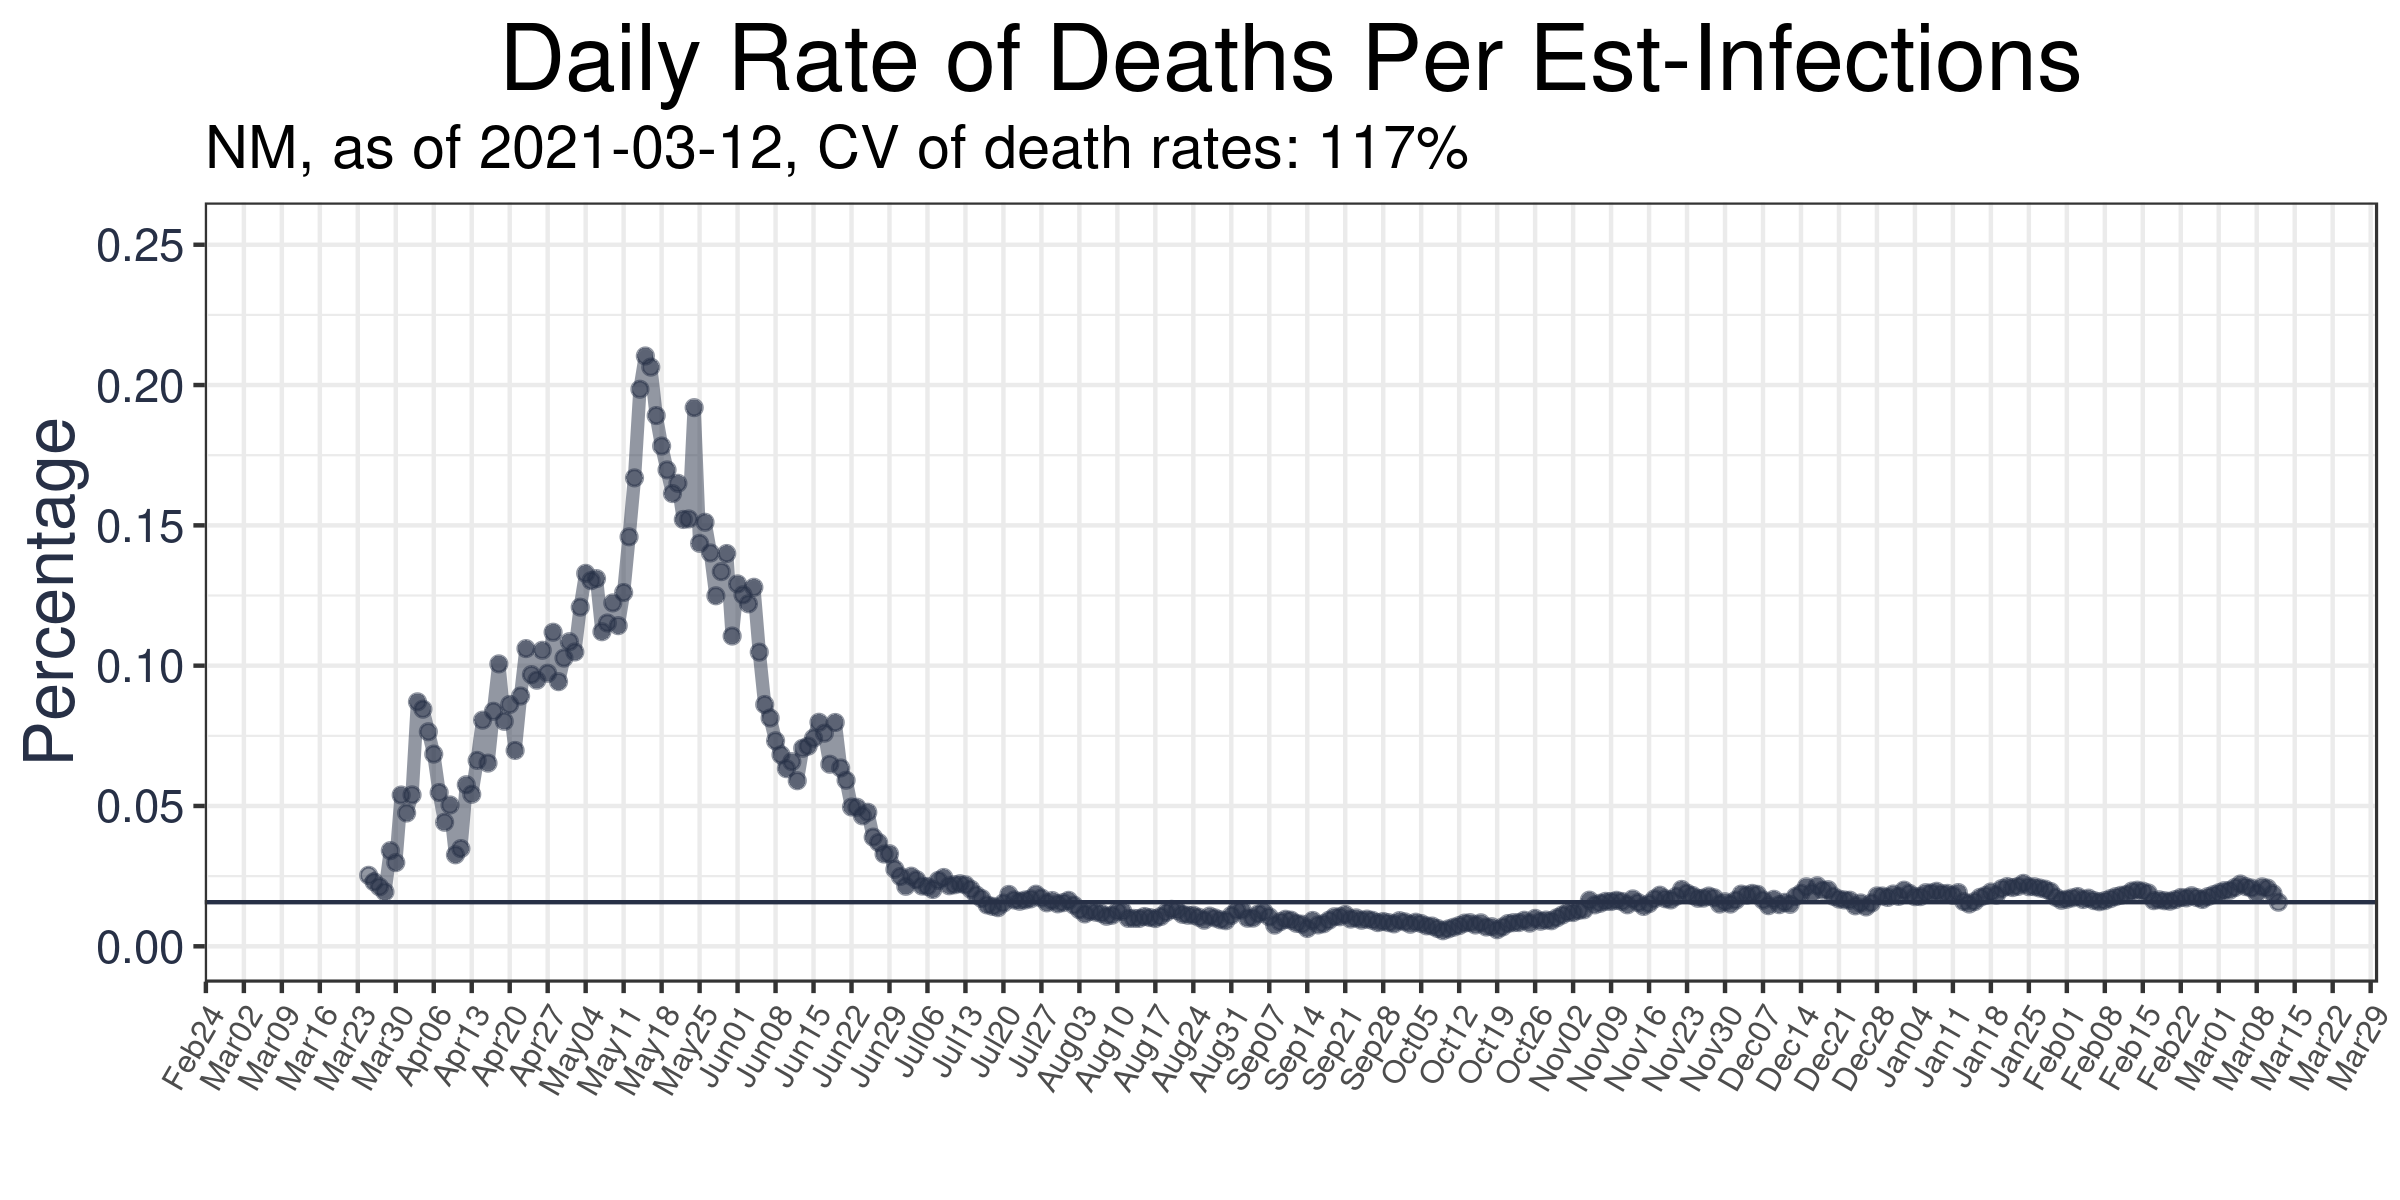 Daily Rate of Deaths Per Est-Infections
NM, as of 2021-03-12, CV of death rates: 117%
Percentage
0.25
0.20
0.15
0.10
0.05
0.00
Feb24
Mar02
Mar09
Mar16
Mar23
Mar30
Apr06
Apr13
Apr20
Apr27
May04
May11
May18
May25
Jun01
Jun08
Jun15
Jun22
Jun29
Jul06
Jul13
Jul20
Jul27
Aug03
Aug10
Aug17
Aug24
Aug31
Sep07
Sep14
Sep21
Sep28
Oct05
Oct12
Oct19
Oct26
Nov02
Nov09
Nov16
Nov23
Nov30
Dec07
Dec14
Dec21
Dec28
Dec04
Jan11
Jan18
Jan25
Feb01
Feb08
Feb15
Feb22
Mar01
Mar08
Mar15
Mar22
Mar29